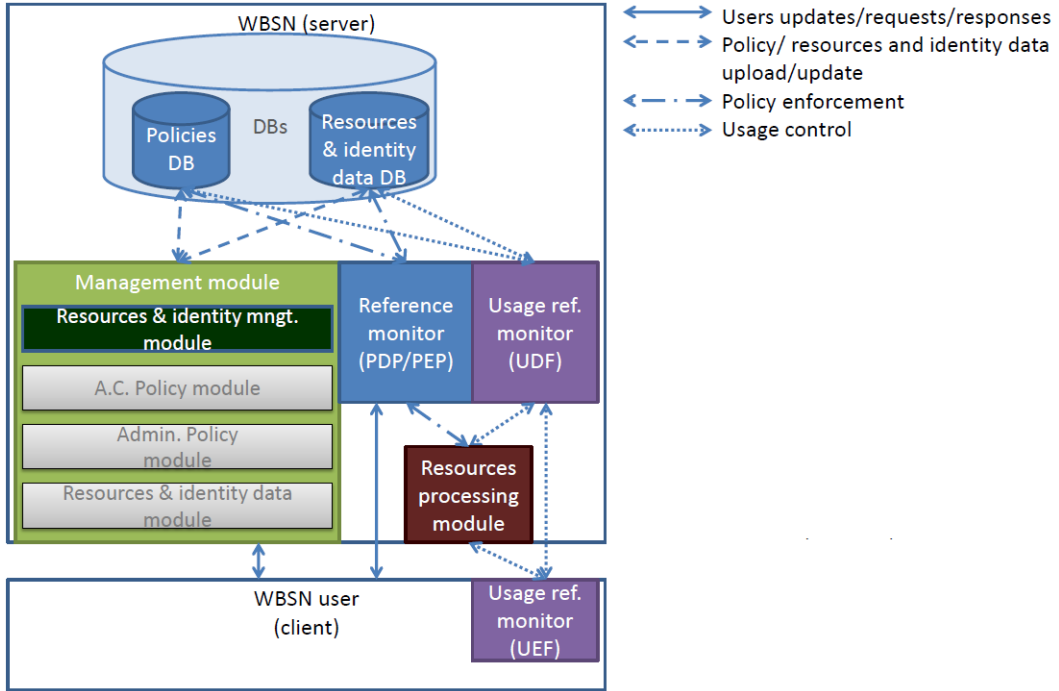 WBSN (server)
Policies
DB
DBs
Resources
& identity
data DB
Management module
Resources & identity mngt.
module
A.C. Policy module
Admin. Policy
module
Resources & identity data
module
Reference
monitor
(PDP/PEP)
Usage ref.
monitor
(UDF)
Resources
processing
module
WBSN user
(client)
Usage ref.
monitor
(UEF)
Users updates/requests/responses
Policy/ resources and identity data
upload/update
Policy enforcement
Usage control